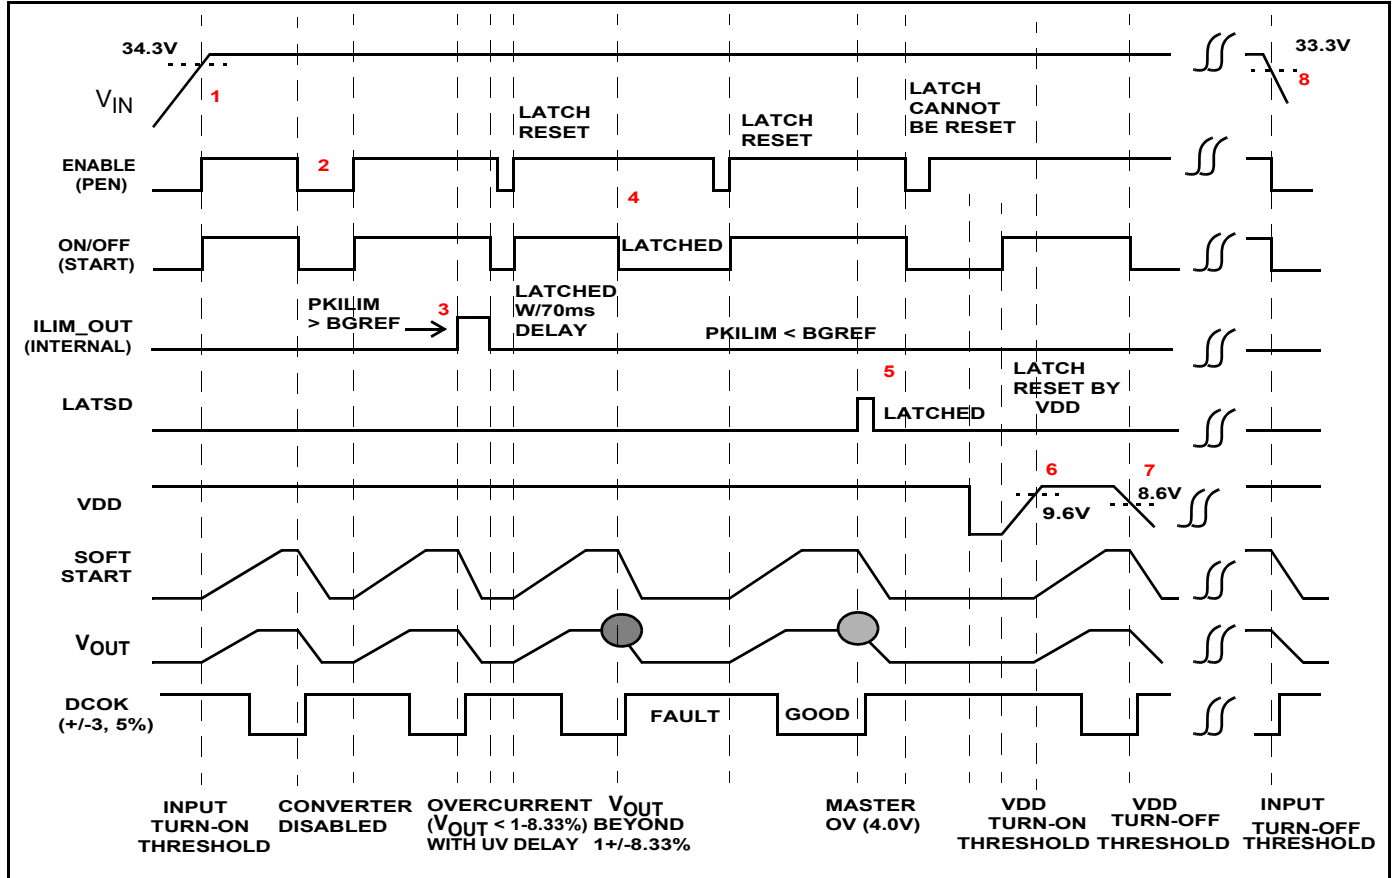 34.3V
33.3V
VIN
1
8
LATCH
RESET
LATCH
RESET
LATCH
CANNOT
BE RESET
ENABLE
(PEN)
2
4
ON/OFF
(START)
LATCHED
PKILIM
> BGREF
3
LATCHED
W/70ms
DELAY
ILIM_OUT
(INTERNAL)
PKILIM < BGREF
5
LATCH
RESET BY
VDD
LATSD
LATCHED
6
7
VDD
9.6V
8.6V
SOFT
START
VOUT
DCOK
(+/-3, 5%)
FAULT
GOOD
INPUT
TURN-ON
THRESHOLD
CONVERTER
DISABLED
OVERCURRENT
(VOUT < 1-8.33%)
WITH UV DELAY
VOUT
BEYOND
1+/-8.33%
MASTER
OV (4.0V)
VDD
TURN-ON
THRESHOLD
VDD
TURN-OFF
THRESHOLD
INPUT
TURN-OFF
THRESHOLD